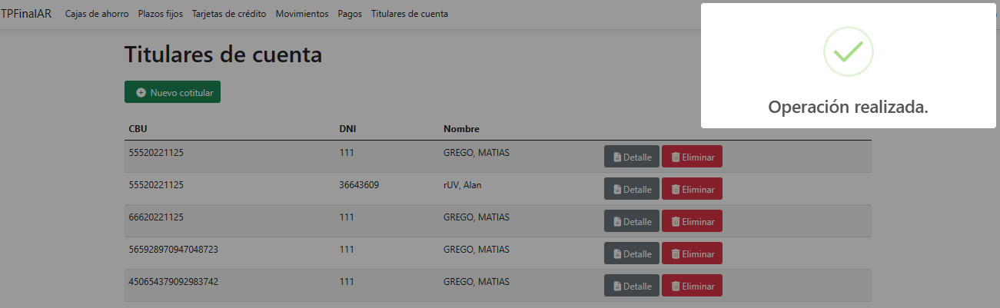 TPFinalAR Cajas de ahorro Plazos fijos Tarjetas de crédito Movimientos Pagos Titulares de cuenta
Titulares de cuenta
Nuevo cotitular
Operación realizada.
CBU DNI Nombre
55520221125 111 GREGO, MATIAS Detalle Eliminar
55520221125 36643609 rUV, Alan Detalle Eliminar
66620221125 111 GREGO, MATIAS Detalle Eliminar
565928970947048723 111 GREGO, MATIAS Detalle Eliminar
450654379092983742 111 GREGO, MATIAS Detalle Eliminar